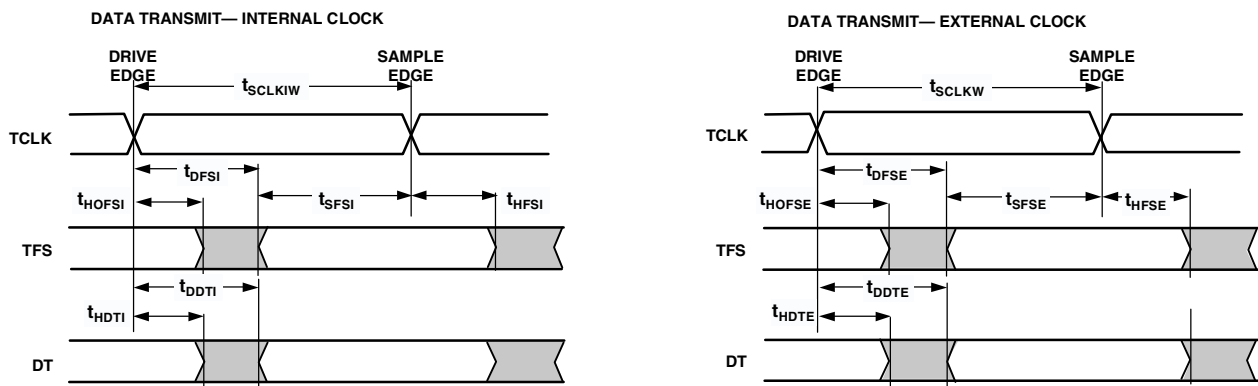 DATA TRANSMIT— INTERNAL CLOCK
DRIVE
EDGE
SAMPLE
EDGE
tSCLKIW
TCLK
tDFSI
tHOFSI
tSFSI
tHFSI
TFS
tDDTI
tHDTI
DT
DATA TRANSMIT— EXTERNAL CLOCK
DRIVE
EDGE
SAMPLE
EDGE
tSCLKW
TCLK
tDFSE
tHOFSE
tSFSE
tHFSE
TFS
tDDTE
tHDTE
DT